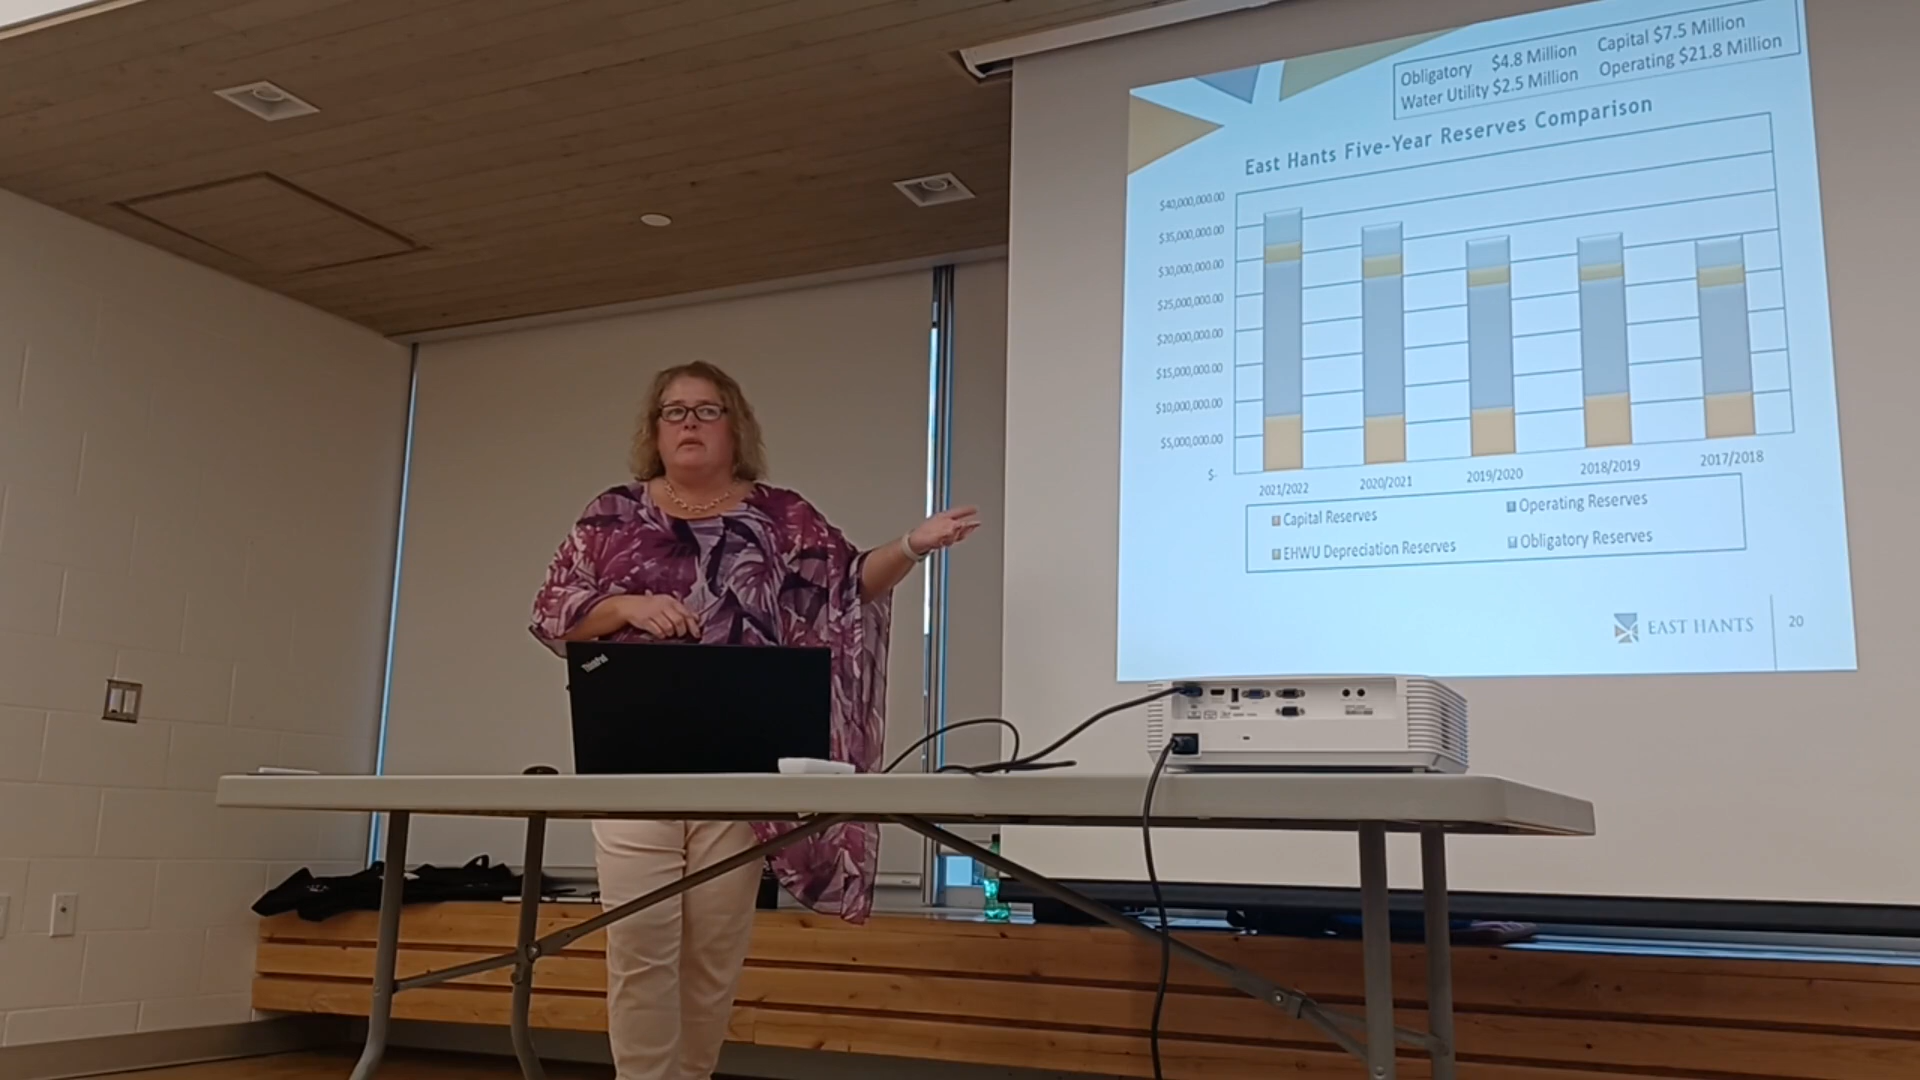 Obligatory $4.8 Million Capital $7.5 Million
Water Utility $2.5 Million Operating $21.8 Million
East Hants Five-Year Reserves Comparison
$40,000,000.00
$35,000,000.00
$30,000,000.00
$25,000,000.00
$20,000,000.00
$15,000,000.00
$10,000,000.00
$5,000,000.00
$-
2021/2022 2020/2021 2019/2020 2018/2019 2017/2018
Capital Reserves Operating Reserves
EHWU Depreciation Reserves Obligatory Reserves
EAST HANTS 20
ThinkPad